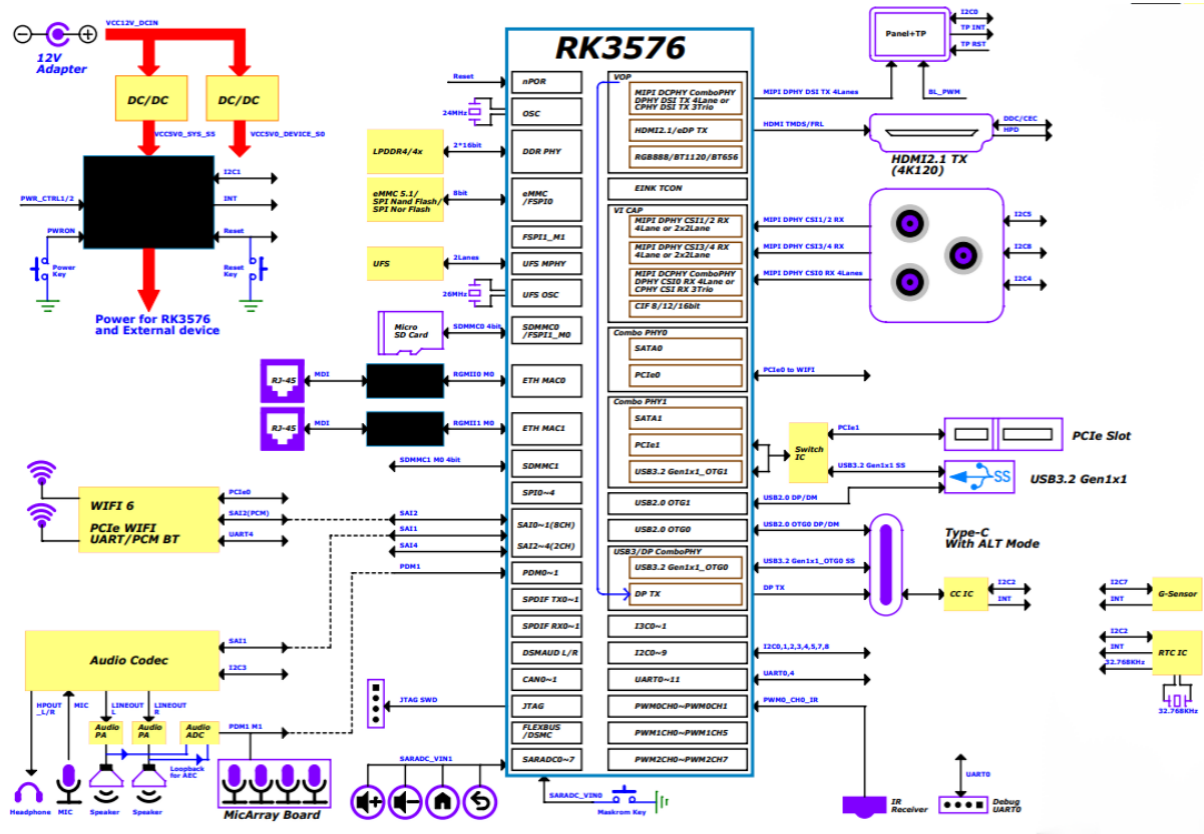 VCC12V_DCIN
12V
Adapter
DC/DC
DC/DC
VCC5V0_SYS_S5
VCC5V0_DEVICE_S0
I2C1
PWR_CTRL1/2
INT
PWRON
Reset
Power
Key
Reset
Key
Power for RK3576
and External device
RK3576
Reset
nPOR
24MHz
OSC
LPDDR4/4x
2*16bit
DDR PHY
eMMC 5.1/
SPI Nand Flash/
SPI Nor Flash
8bit
eMMC
/FSPI0
FSPI1_M1
UFS
2Lanes
UFS MPHY
26MHz
UFS OSC
Micro
SD Card
SDMMC0 4bit
SDMMC0
/FSPI1_M0
RJ-45
MDI
RGMII0 M0
ETH MAC0
RJ-45
MDI
RGMII1 M0
ETH MAC1
SDMMC1 M0 4bit
SDMMC1
SPI0~4
WIFI 6
PCIe WIFI
UART/PCM BT
PCIe0
SAI2(PCM)
UART4
SAI2
SAI1
SAI4
SAI0~1(8CH)
SAI2~4(2CH)
PDM1
PDM0~1
SPDIF TX0~1
SPDIF RX0~1
DSMAUD L/R
CAN0~1
JTAG SWD
JTAG
FLEXBUS
/DSMC
SARADC_VIN1
SARADC0~7
SARADC_VIN0
Maskrom Key
Audio Codec
SAI1
I2C3
HPOUT
_L/R
MIC
LINEOUT
L
LINEOUT
R
Audio
PA
Audio
PA
Audio
ADC
PDM1 M1
Loopback
for AEC
Headphone
MIC
Speaker
Speaker
MicArray Board
VOP
MIPI DCPHY ComboPHY
DPHY DSI TX 4Lane or
CPHY DSI TX 3Trio
HDMI2.1/eDP TX
RGB888/BT1120/BT656
EINK TCON
VI CAP
MIPI DPHY CSI1/2 RX
4Lane or 2x2Lane
MIPI DPHY CSI3/4 RX
4Lane or 2x2Lane
MIPI DCPHY ComboPHY
DPHY CSI0 RX 4Lane or
CPHY CSI RX 3Trio
CIF 8/12/16bit
Combo PHY0
SATA0
PCIe0
Combo PHY1
SATA1
PCIe1
USB3.2 Gen1x1_OTG1
USB2.0 OTG1
USB2.0 OTG0
USB3/DP ComboPHY
USB3.2 Gen1x1_OTG0
DP TX
I3C0~1
I2C0~9
UART0~11
PWM0CH0~PWM0CH1
PWM1CH0~PWM1CH5
PWM2CH0~PWM2CH7
MIPI DPHY DSI TX 4Lanes
Panel+TP
I2C0
TP INT
TP RST
BL_PWM
HDMI TMDS/FRL
DDC/CEC
HPD
HDMI2.1 TX
(4K120)
MIPI DPHY CSI1/2 RX
MIPI DPHY CSI3/4 RX
MIPI DPHY CSI0 RX 4Lanes
I2C5
I2C8
I2C4
PCIe0 to WIFI
Switch
IC
PCIe1
PCIe Slot
USB3.2 Gen1x1 SS
SS
USB3.2 Gen1x1
USB2.0 DP/DM
USB2.0 OTG0 DP/DM
USB3.2 Gen1x1_OTG0 SS
DP TX
Type-C
With ALT Mode
CC IC
I2C2
INT
I2C7
INT
G-Sensor
I2C2
INT
32.768KHz
RTC IC
32.768KHz
I2C0,1,2,3,4,5,7,8
UART0,4
PWM0_CH0_IR
IR
Receiver
UART0
Debug
UART0